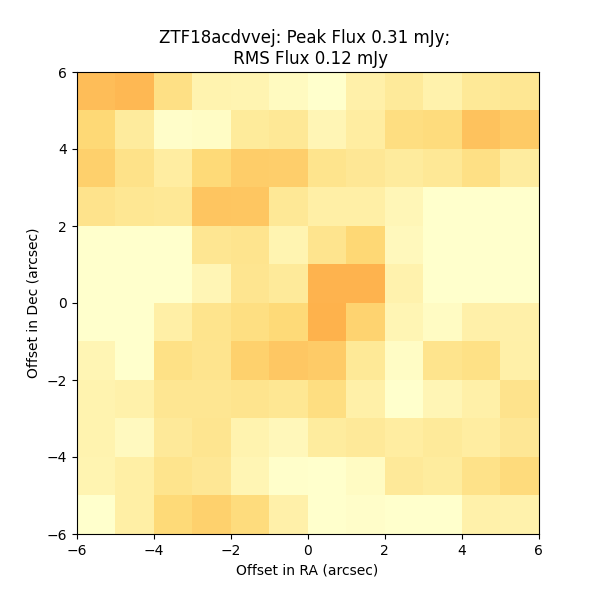 ZTF18acdvvej: Peak Flux 0.31 mJy;
RMS Flux 0.12 mJy
6
4
2
0
−2
−4
−6
Offset in Dec (arcsec)
−6 −4 −2 0 2 4 6
Offset in RA (arcsec)